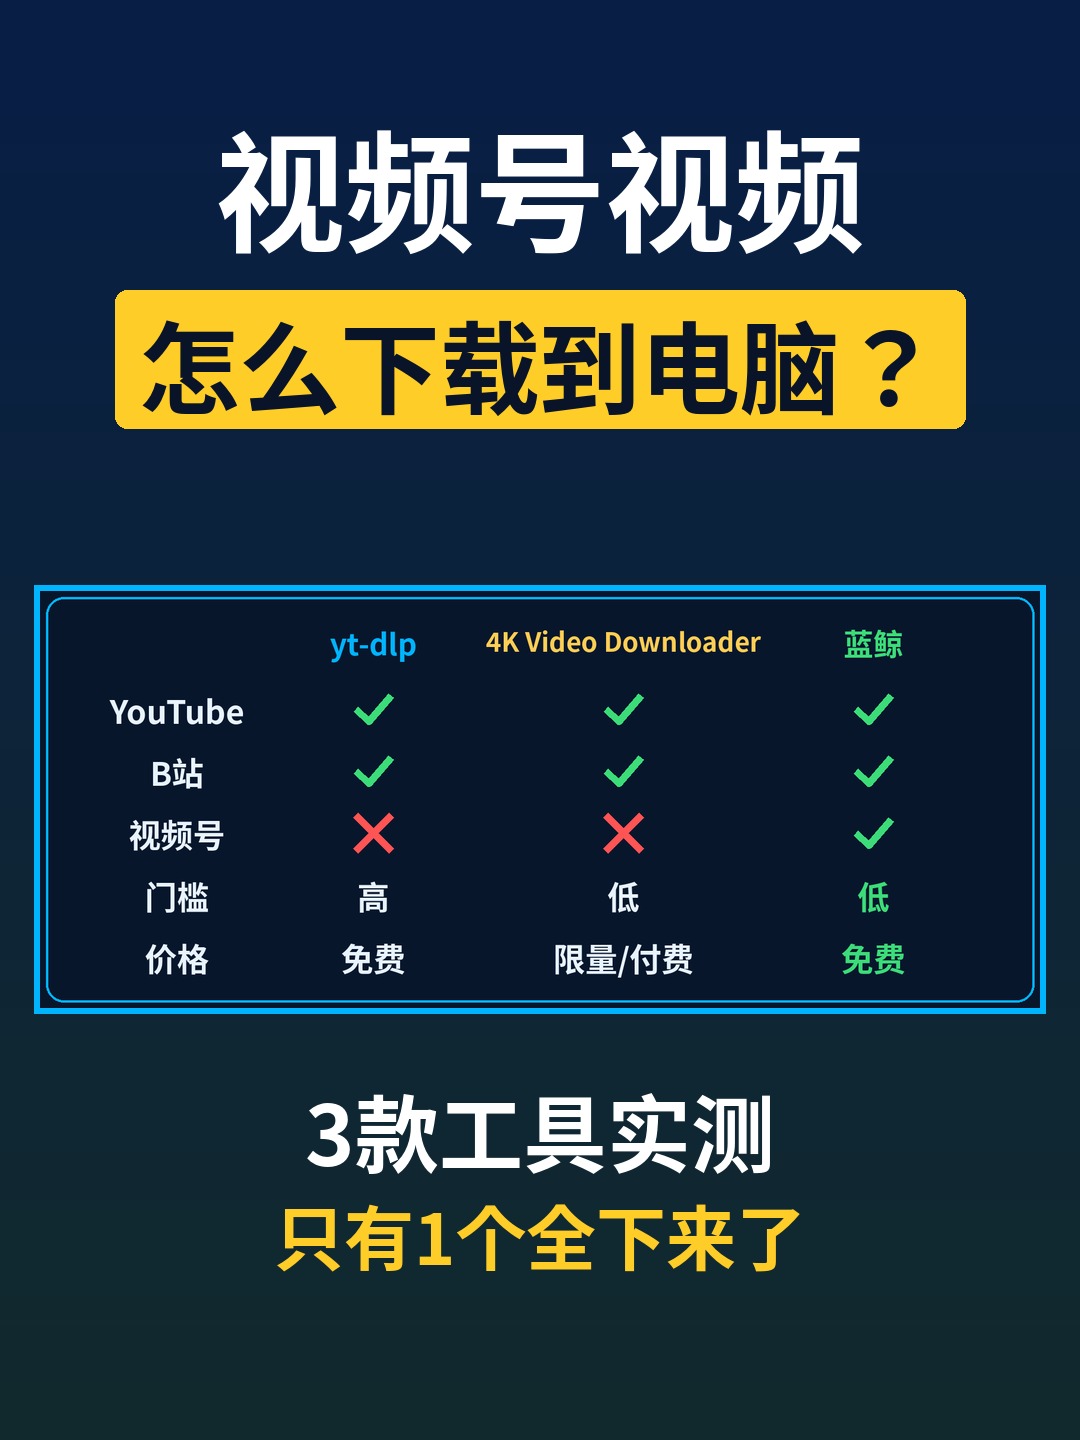 视频号视频
怎么下载到电脑？
yt-dlp 4K Video Downloader 蓝鲸
YouTube
B站
视频号
门槛 高 低 低
价格 免费 限量/付费 免费
3款工具实测
只有1个全下来了